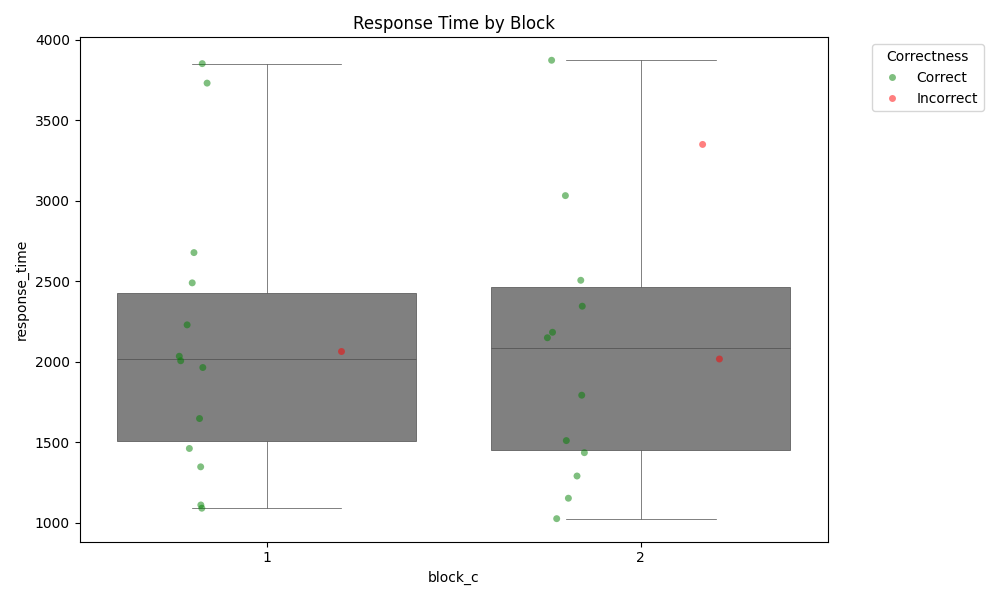 Response Time by Block
Correctness
Correct
Incorrect
response_time
4000
3500
3000
2500
2000
1500
1000
1
2
block_c